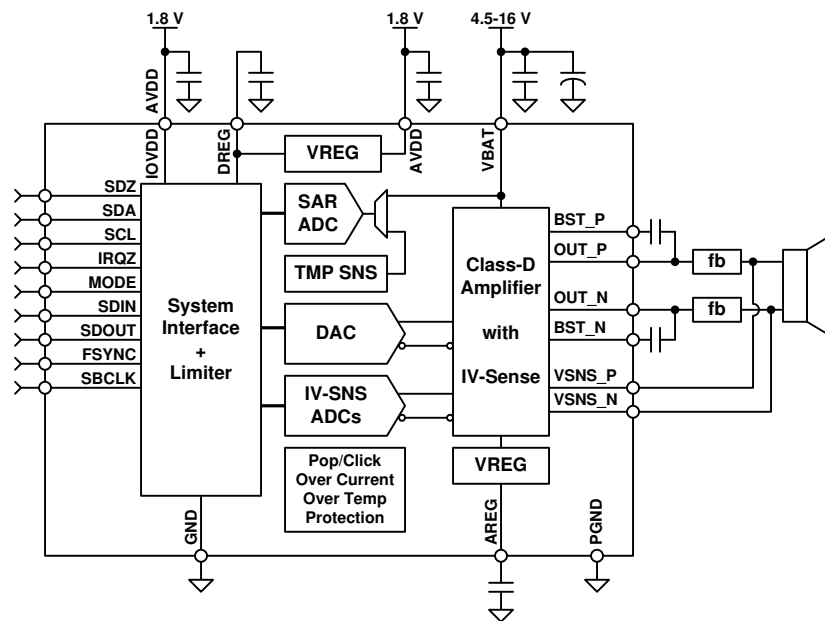 1.8 V
1.8 V
4.5-16 V
AVDD
IOVDD
DREG
AVDD
VBAT
VREG
SDZ
SDA
SCL
IRQZ
MODE
SDIN
SDOUT
FSYNC
SBCLK
System
Interface
+
Limiter
SAR
ADC
TMP SNS
DAC
IV-SNS
ADCs
Pop/Click
Over Current
Over Temp
Protection
Class-D
Amplifier
with
IV-Sense
VREG
BST_P
OUT_P
OUT_N
BST_N
VSNS_P
VSNS_N
fb
fb
GND
AREG
PGND